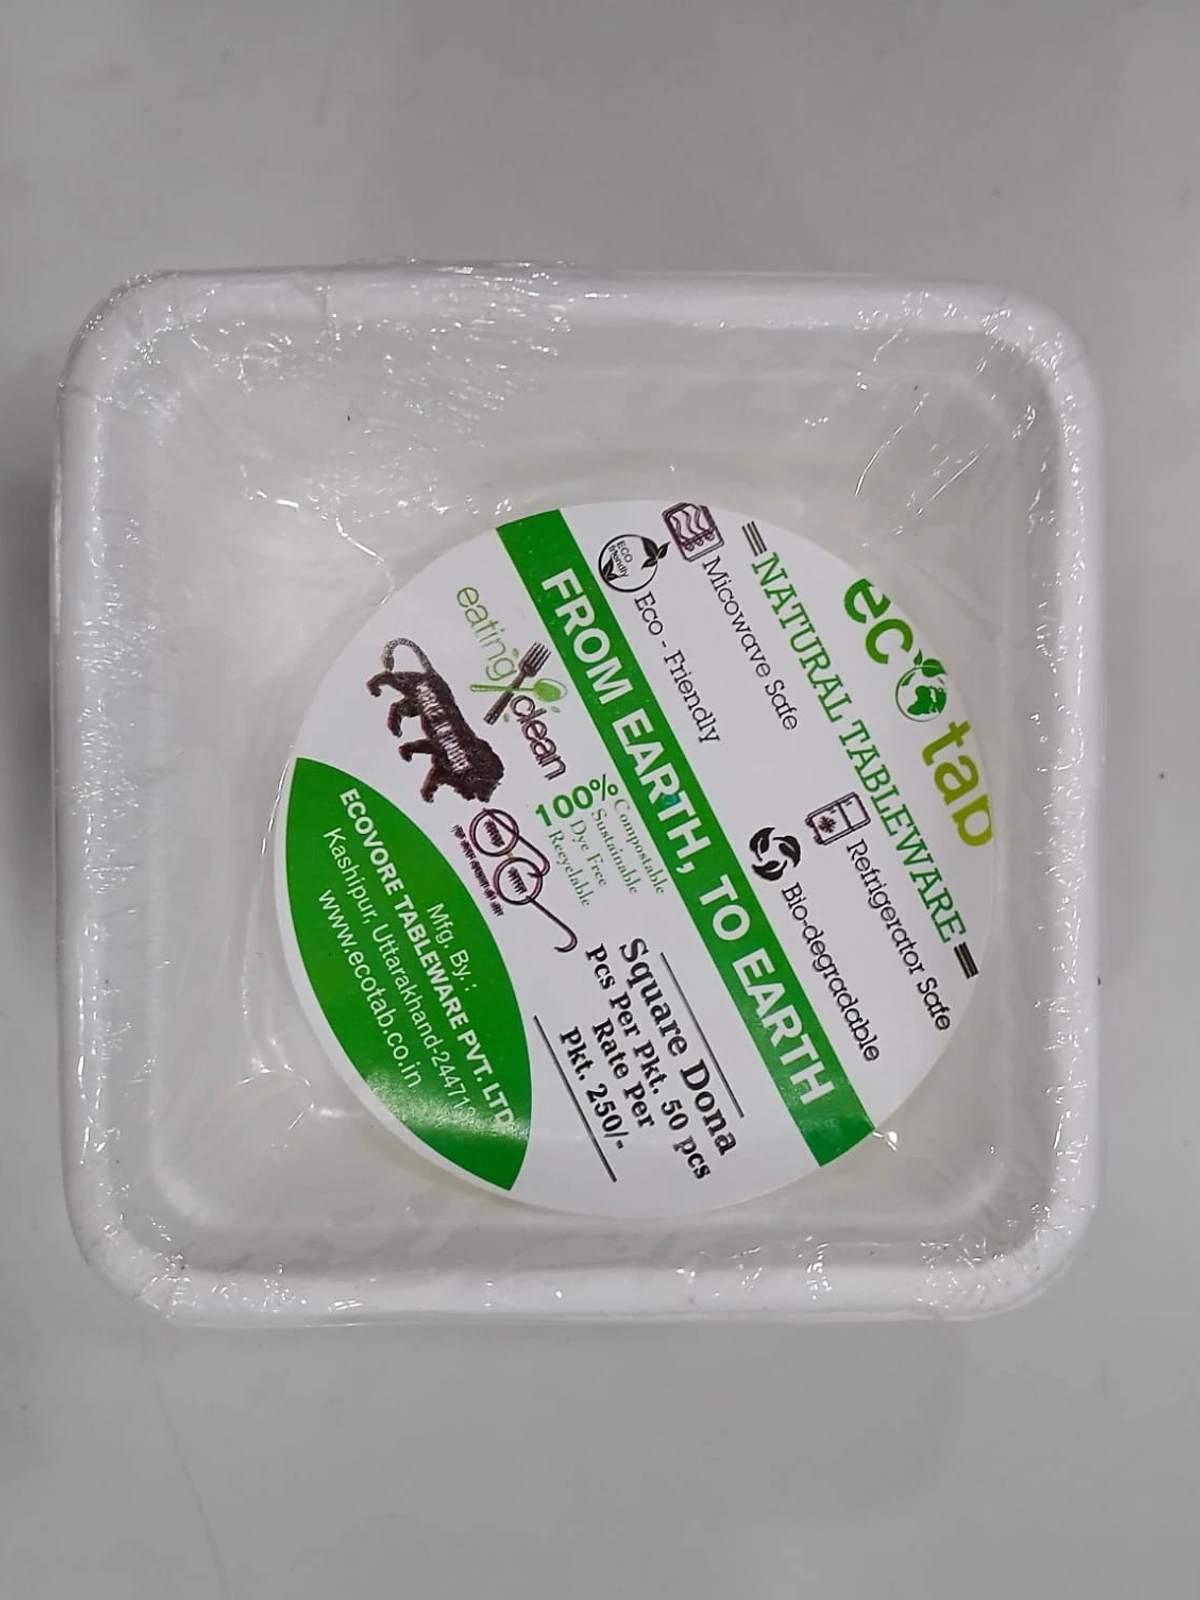 ecotab
NATURAL TABLEWARE
Micowave Safe
Refrigerator Safe
ECO
friendly
Eco - Friendly
Bio-degradable
FROM EARTH, TO EARTH
eating
clean
100%
Compostable
Sustainable
Dye Free
Recyclable
Square Dona
Pcs Per Pkt. 50 pcs
Rate Per
Pkt. 250/-
Mfg. By. :
ECOVORE TABLEWARE PVT. LTD
Kashipur, Uttarakhand-24471
www.ecotab.co.in